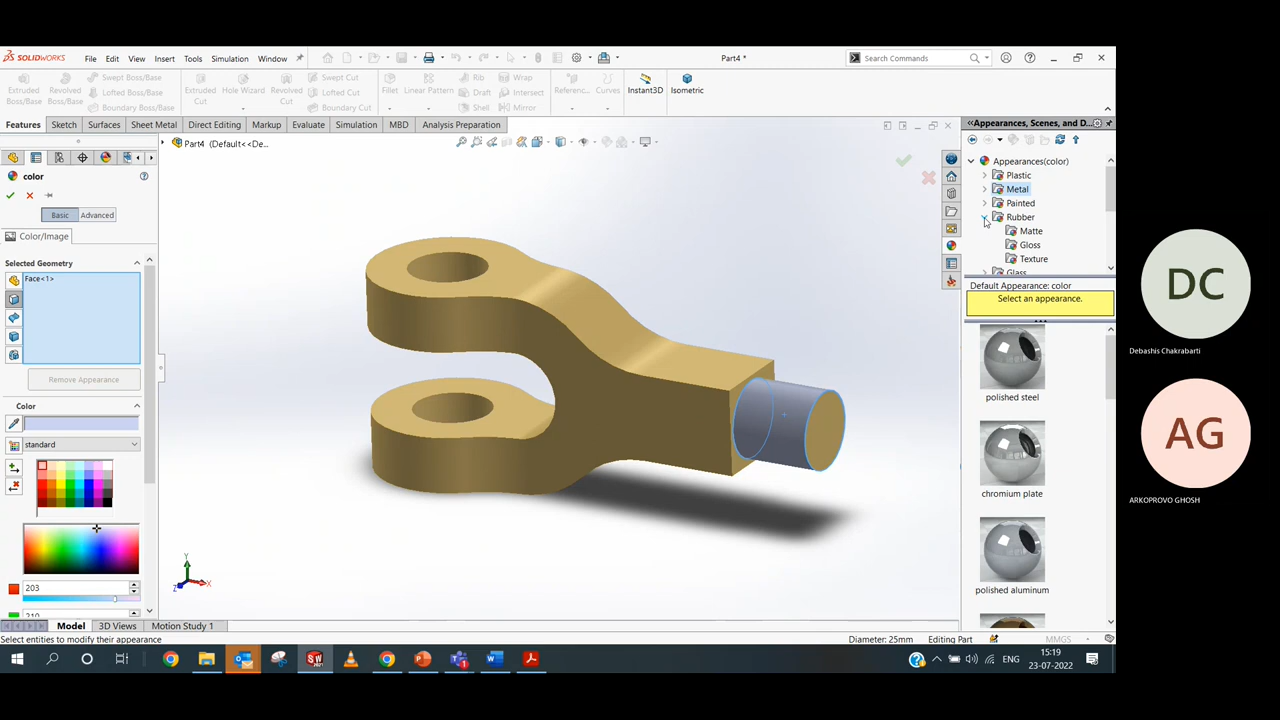 SOLIDWORKS
File Edit View Insert Tools Simulation Window
Part4 *
Search Commands
Extruded Boss/Base
Revolved Boss/Base
Swept Boss/Base
Lofted Boss/Base
Boundary Boss/Base
Extruded Cut
Hole Wizard
Revolved Cut
Swept Cut
Lofted Cut
Boundary Cut
Fillet
Linear Pattern
Rib
Draft
Shell
Wrap
Intersect
Mirror
Referenc...
Curves
Instant3D
Isometric
Features Sketch Surfaces Sheet Metal Direct Editing Markup Evaluate Simulation MBD Analysis Preparation
Part4 (Default<<De...
color
Basic Advanced
Color/Image
Selected Geometry
Face<1>
Remove Appearance
Color
standard
203
210
Appearances, Scenes, and D...
Appearances(color)
Plastic
Metal
Painted
Rubber
Matte
Gloss
Texture
Glass
Default Appearance: color
Select an appearance.
polished steel
chromium plate
polished aluminum
Y
X
Z
Model 3D Views Motion Study 1
Select entities to modify their appearance
Diameter: 25mm Editing Part MMGS
SW
2021
ENG
15:19
23-07-2022
DC
Debashis Chakrabarti
AG
ARKOPROVO GHOSH